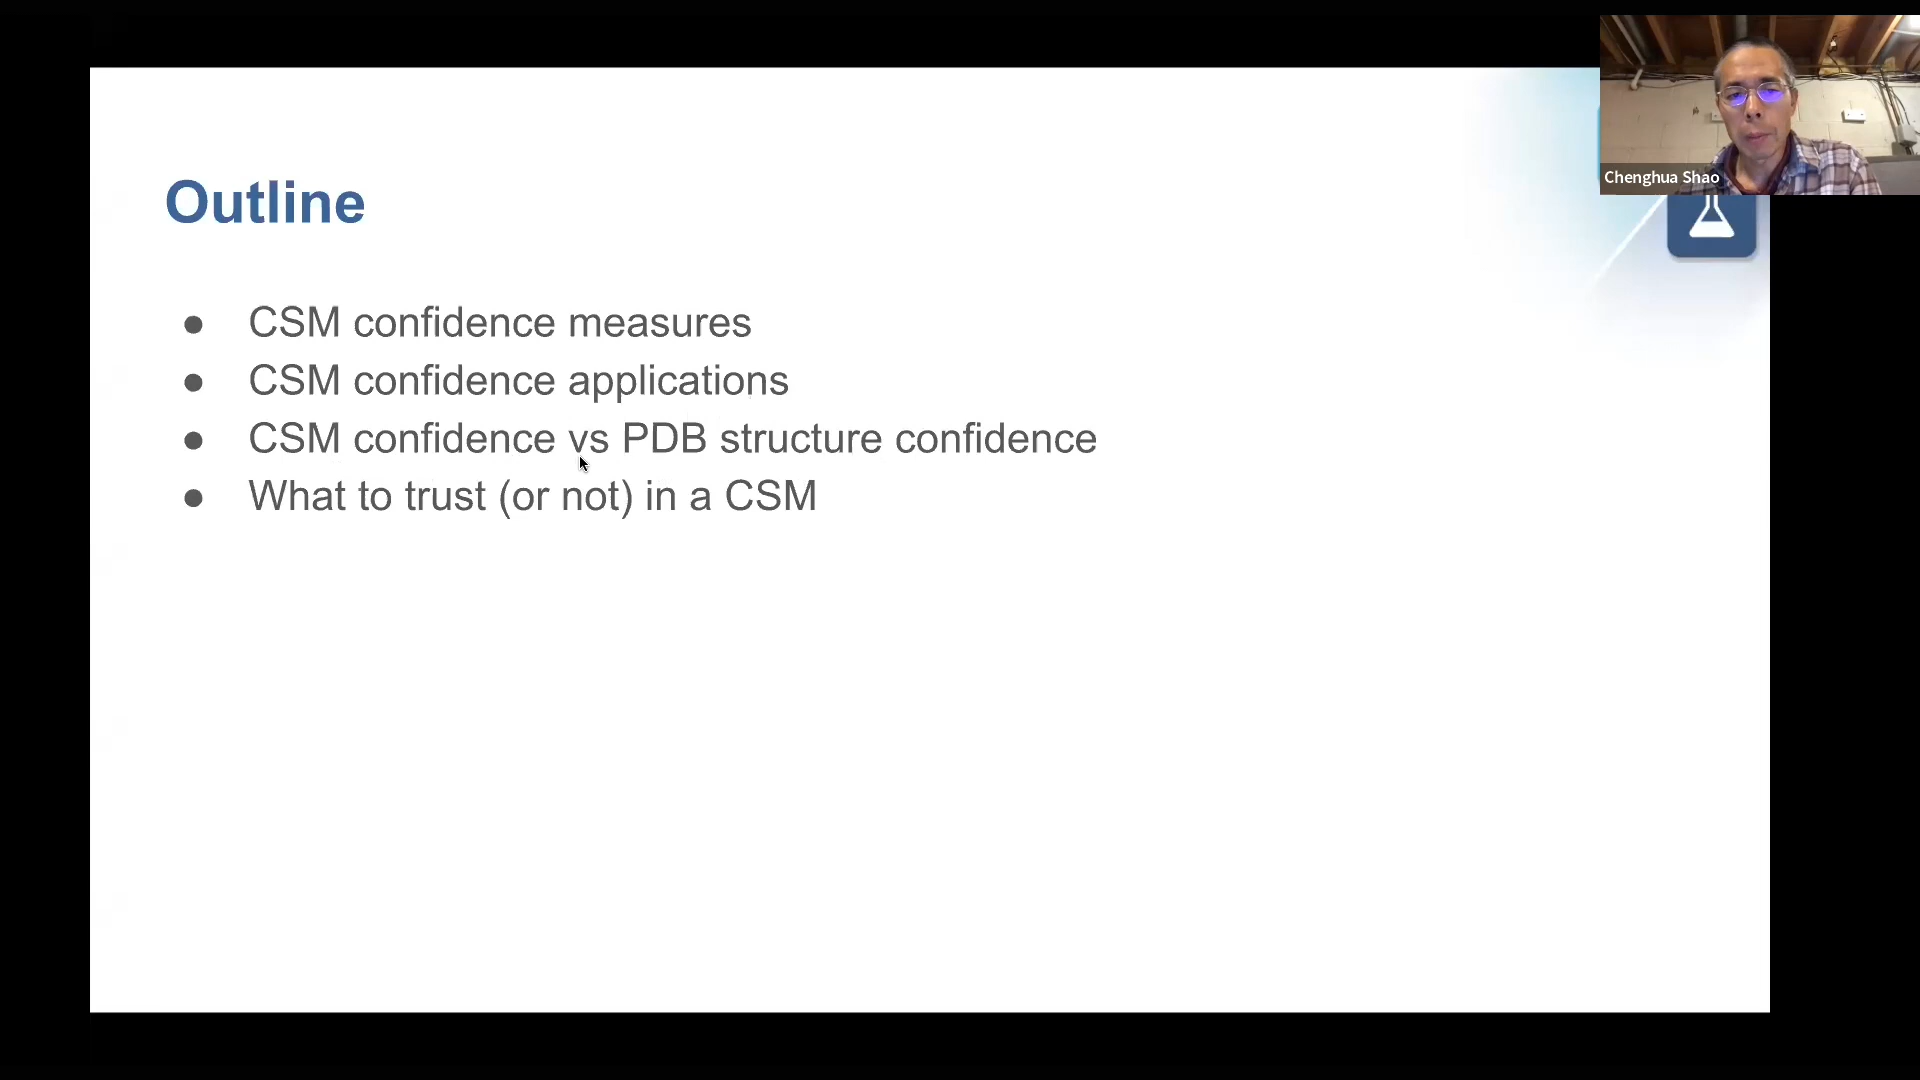 Chenghua Shao
Outline
● CSM confidence measures
● CSM confidence applications
● CSM confidence vs PDB structure confidence
● What to trust (or not) in a CSM